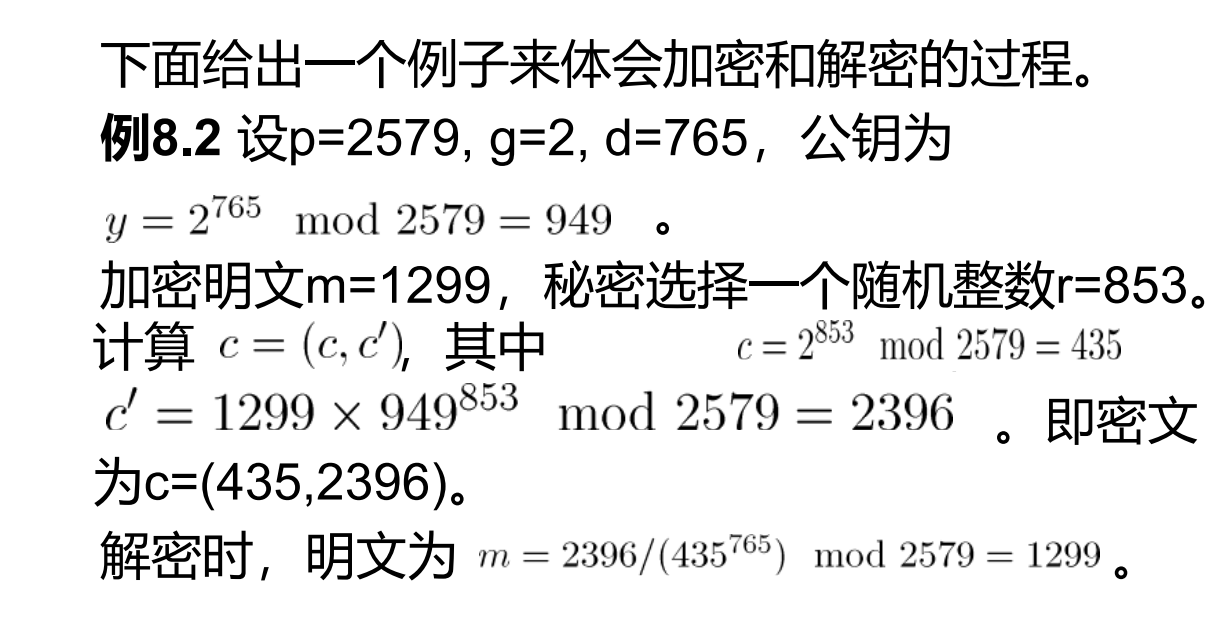 下面给出一个例子来体会加密和解密的过程。
例8.2 设p=2579, g=2, d=765，公钥为
y = 2^765 mod 2579 = 949 。
加密明文m=1299，秘密选择一个随机整数r=853。
计算 c = (c, c′), 其中 c = 2^853 mod 2579 = 435
c′ = 1299 × 949^853 mod 2579 = 2396 。即密文
为c=(435,2396)。
解密时，明文为 m = 2396/(435^765) mod 2579 = 1299 。